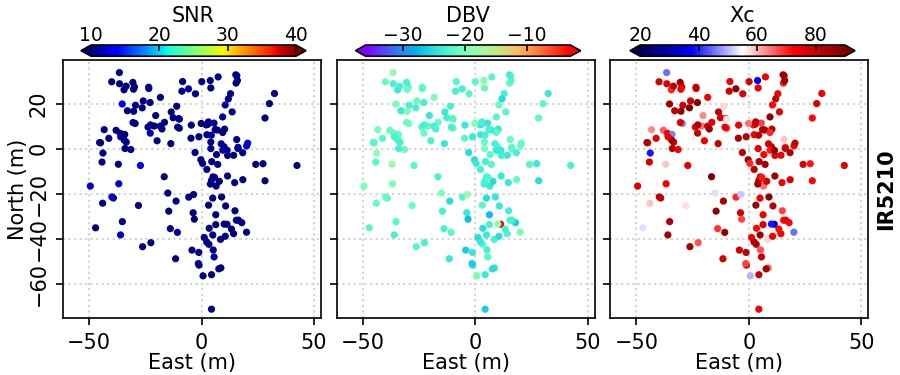 SNR DBV Xc
10 20 30 40 −30 −20 −10 20 40 60 80
North (m)
20
0
−20
−40
−60
−50 0 50 −50 0 50 −50 0 50
East (m) East (m) East (m)
IR5210